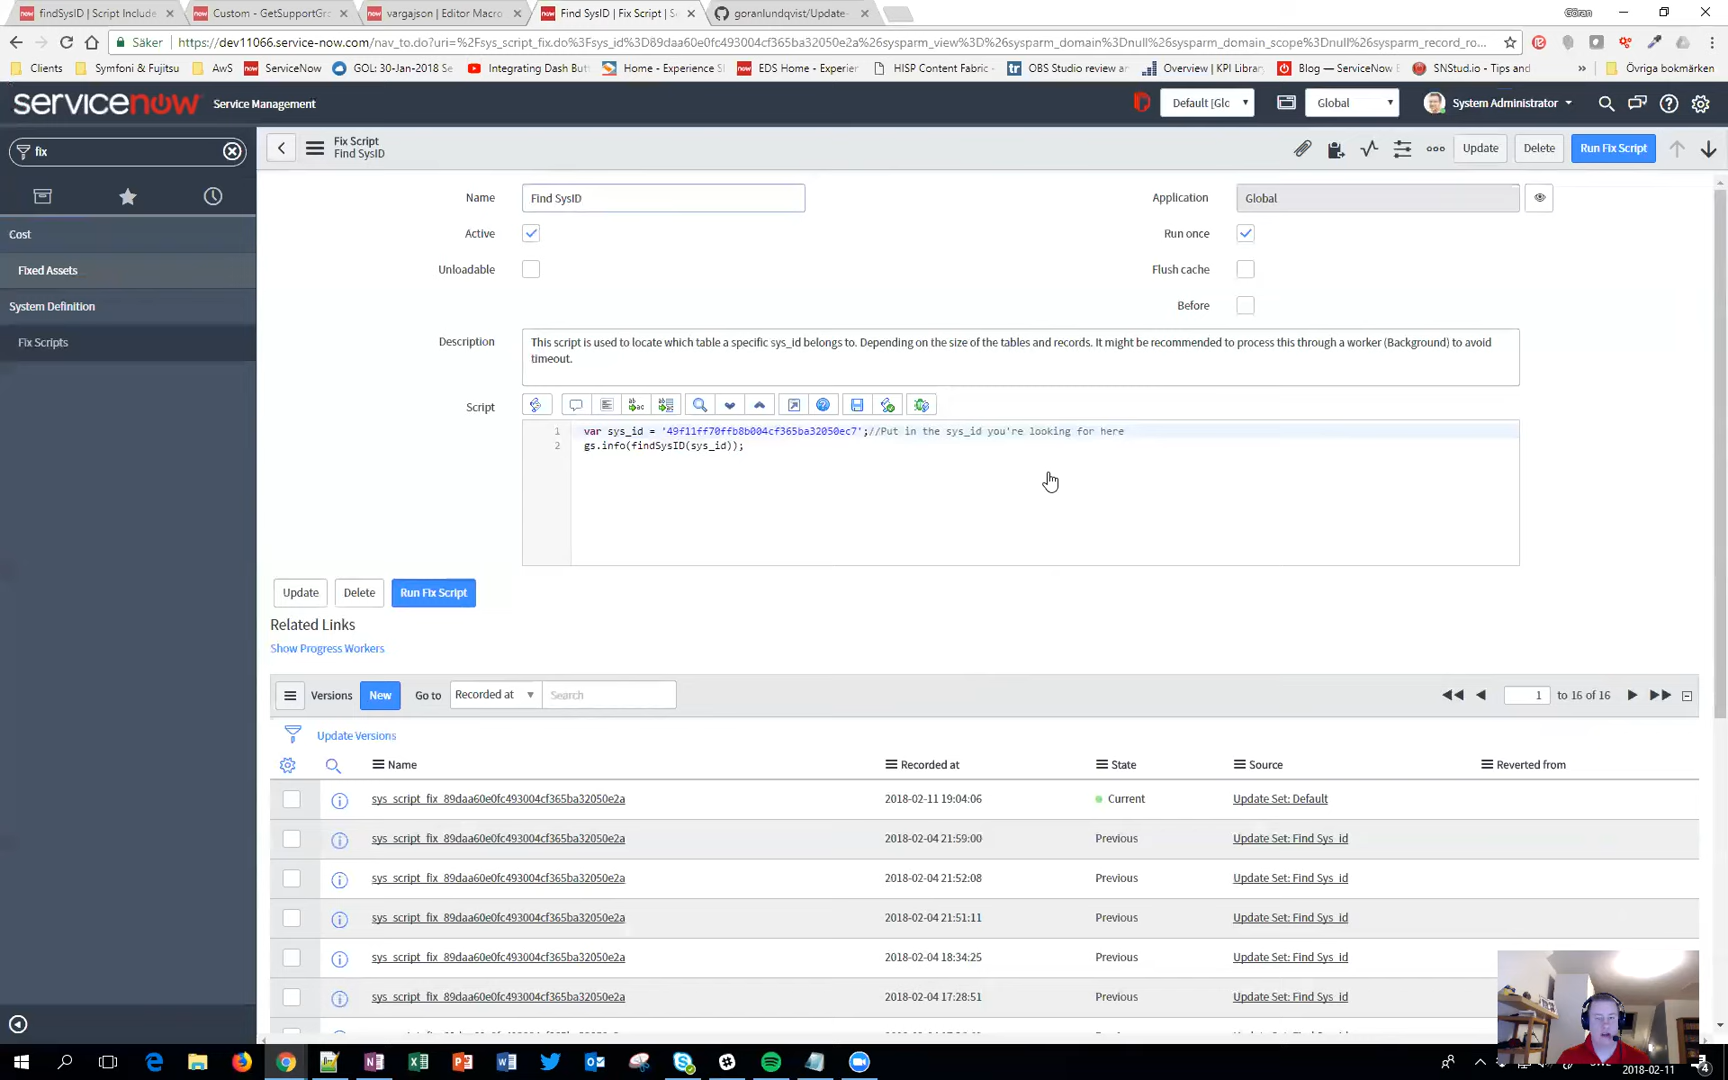 findSysID | Script Include
Custom - GetSupportGro
vargajson | Editor Macro
Find SysID | Fix Script | S
goranlundqvist/Update-
Göran
Säker
https://dev11066.service-now.com/nav_to.do?uri=%2Fsys_script_fix.do%3Fsys_id%3D89daa60e0fc493004cf365ba32050e2a%26sysparm_view%3D%26sysparm_domain%3Dnull%26sysparm_domain_scope%3Dnull%26sysparm_record_ro...
Clients
Symfoni & Fujitsu
AwS
ServiceNow
GOL: 30-Jan-2018 Se
Integrating Dash Butt
Home - Experience S
EDS Home - Experien
HISP Content Fabric -
OBS Studio review a
Overview | KPI Library
Blog — ServiceNow E
SNStud.io - Tips and
Övriga bokmärken
servicenow
Service Management
Default [Glc
Global
System Administrator
fix
Cost
Fixed Assets
System Definition
Fix Scripts
Fix Script
Find SysID
Update
Delete
Run Fix Script
Name
Find SysID
Application
Global
Active
Run once
Unloadable
Flush cache
Before
Description
This script is used to locate which table a specific sys_id belongs to. Depending on the size of the tables and records. It might be recommended to process this through a worker (Background) to avoid
timeout.
Script
1 var sys_id = '49f11ff70ffb8b004cf365ba32050ec7';//Put in the sys_id you're looking for here
2 gs.info(findSysID(sys_id));
Update
Delete
Run Fix Script
Related Links
Show Progress Workers
Versions
New
Go to
Recorded at
Search
1 to 16 of 16
Update Versions
Name
Recorded at
State
Source
Reverted from
sys_script_fix_89daa60e0fc493004cf365ba32050e2a 2018-02-11 19:04:06 Current Update Set: Default
sys_script_fix_89daa60e0fc493004cf365ba32050e2a 2018-02-04 21:59:00 Previous Update Set: Find Sys_id
sys_script_fix_89daa60e0fc493004cf365ba32050e2a 2018-02-04 21:52:08 Previous Update Set: Find Sys_id
sys_script_fix_89daa60e0fc493004cf365ba32050e2a 2018-02-04 21:51:11 Previous Update Set: Find Sys_id
sys_script_fix_89daa60e0fc493004cf365ba32050e2a 2018-02-04 18:34:25 Previous Update Set: Find Sys_id
sys_script_fix_89daa60e0fc493004cf365ba32050e2a 2018-02-04 17:28:51 Previous Update Set: Find Sys_id
2018-02-11
4